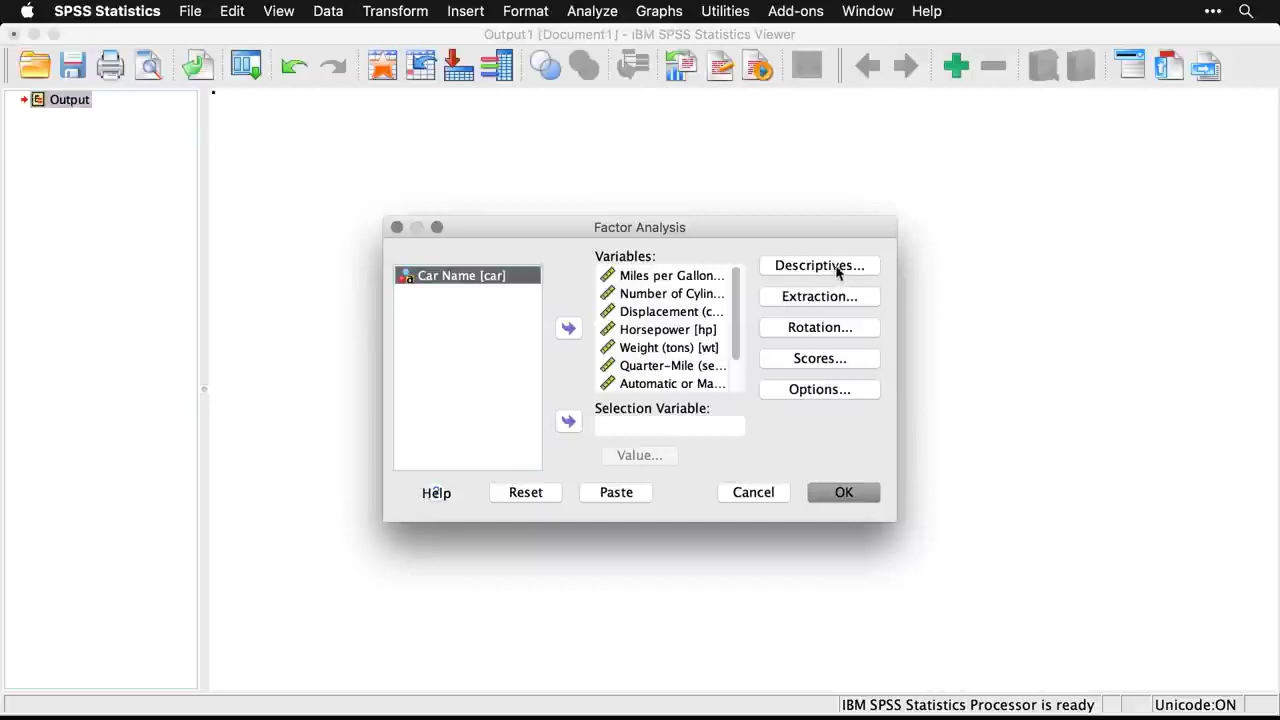 SPSS Statistics File Edit View Data Transform Insert Format Analyze Graphs Utilities Add-ons Window Help
Output1 [Document1] - IBM SPSS Statistics Viewer
Output
Factor Analysis
Car Name [car]
Variables:
Miles per Gallon...
Number of Cylin...
Displacement (c...
Horsepower [hp]
Weight (tons) [wt]
Quarter-Mile (se...
Automatic or Ma...
Selection Variable:
Value...
Descriptives...
Extraction...
Rotation...
Scores...
Options...
Help Reset Paste Cancel OK
IBM SPSS Statistics Processor is ready Unicode:ON